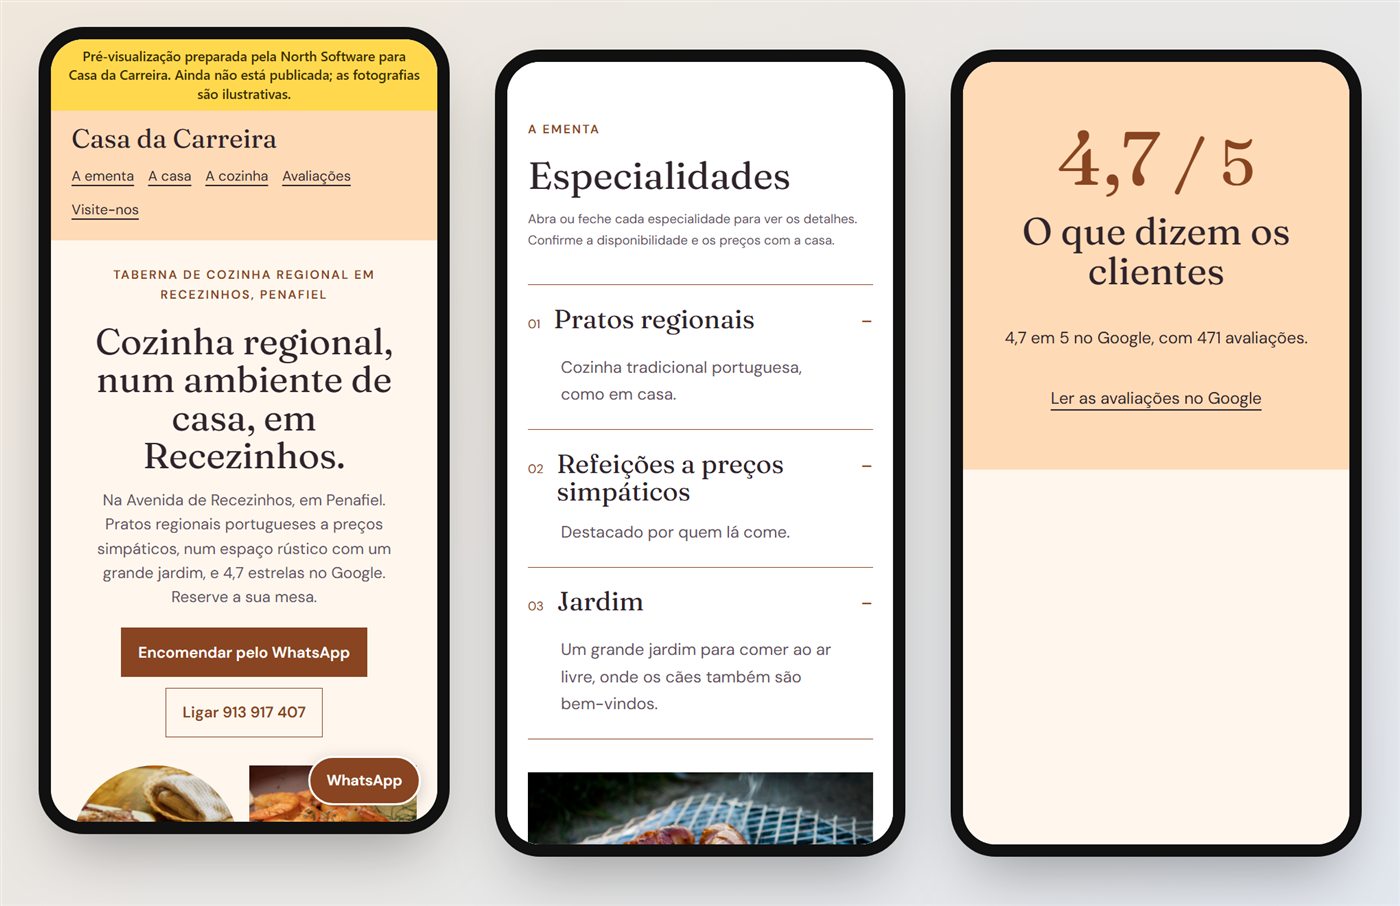 Pré-visualização preparada pela North Software para
Casa da Carreira. Ainda não está publicada; as fotografias
são ilustrativas.
Casa da Carreira
A ementa A casa A cozinha Avaliações
Visite-nos
TABERNA DE COZINHA REGIONAL EM
RECEZINHOS, PENAFIEL
Cozinha regional,
num ambiente de
casa, em
Recezinhos.
Na Avenida de Recezinhos, em Penafiel.
Pratos regionais portugueses a preços
simpáticos, num espaço rústico com um
grande jardim, e 4,7 estrelas no Google.
Reserve a sua mesa.
Encomendar pelo WhatsApp
Ligar 913 917 407
WhatsApp
A EMENTA
Especialidades
Abra ou feche cada especialidade para ver os detalhes.
Confirme a disponibilidade e os preços com a casa.
01 Pratos regionais −
Cozinha tradicional portuguesa,
como em casa.
02 Refeições a preços −
simpáticos
Destacado por quem lá come.
03 Jardim −
Um grande jardim para comer ao ar
livre, onde os cães também são
bem-vindos.
4,7 / 5
O que dizem os
clientes
4,7 em 5 no Google, com 471 avaliações.
Ler as avaliações no Google